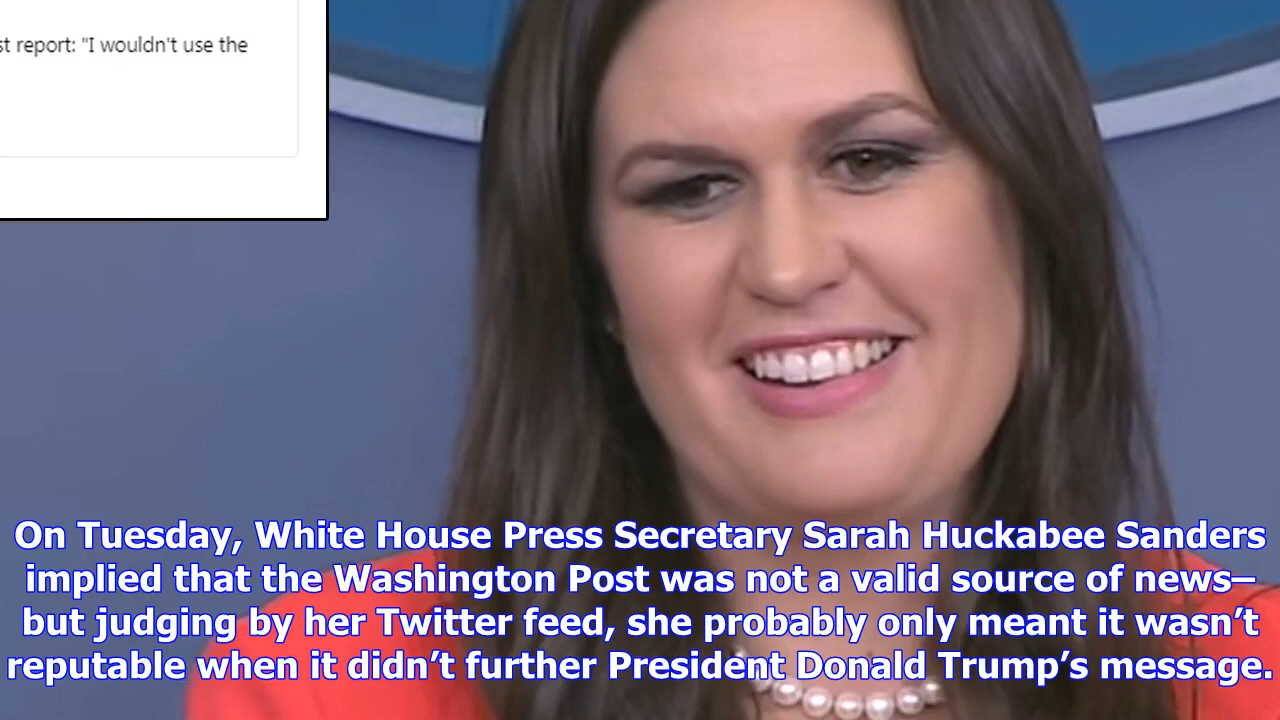 st report: "I wouldn't use the
On Tuesday, White House Press Secretary Sarah Huckabee Sanders
implied that the Washington Post was not a valid source of news—
but judging by her Twitter feed, she probably only meant it wasn’t
reputable when it didn’t further President Donald Trump’s message.